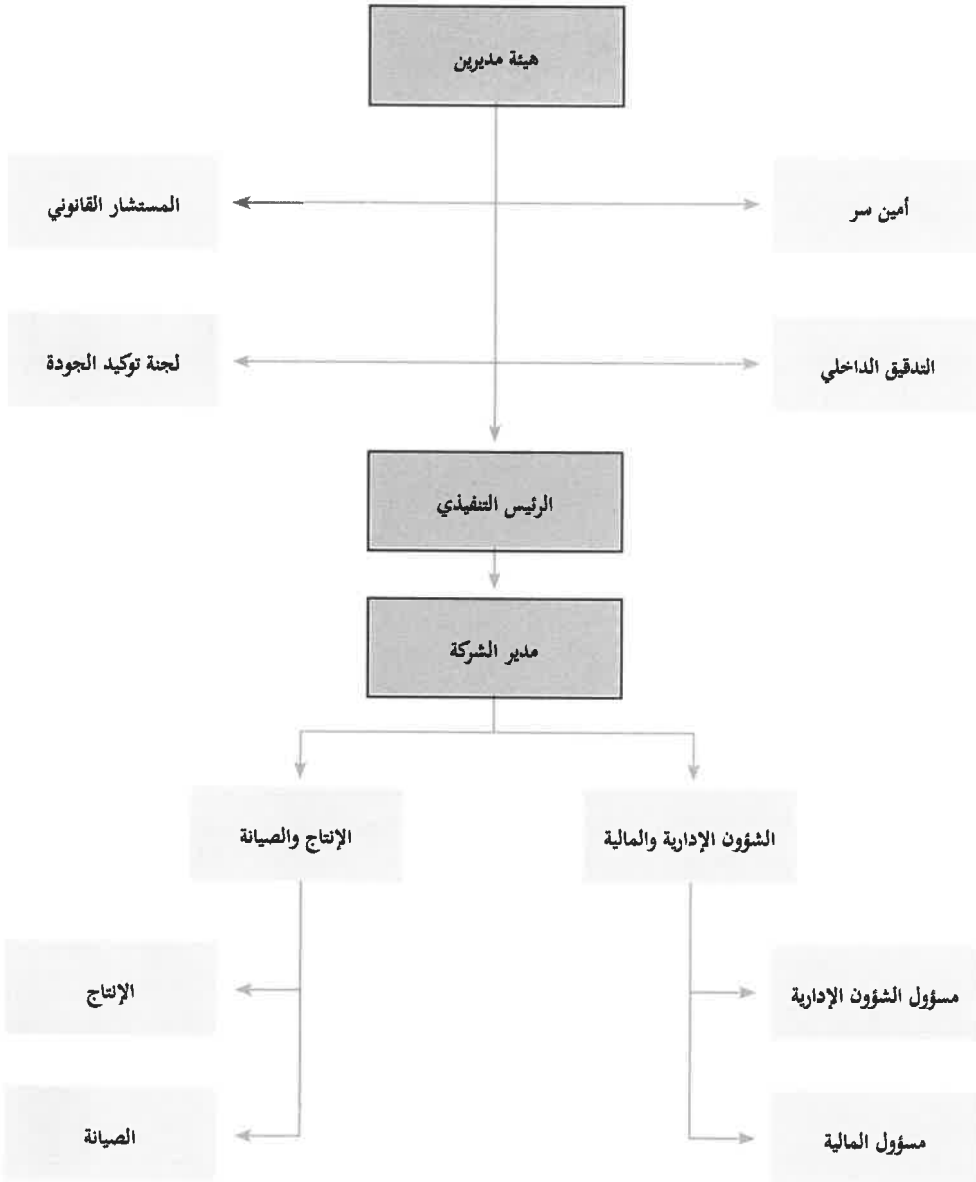 هيئة مديرين
أمين سر
المستشار القانوني
التدقيق الداخلي
لجنة توكيد الجودة
الرئيس التنفيذي
مدير الشركة
الشؤون الإدارية والمالية
الإنتاج والصيانة
مسؤول الشؤون الإدارية
الإنتاج
مسؤول المالية
الصيانة